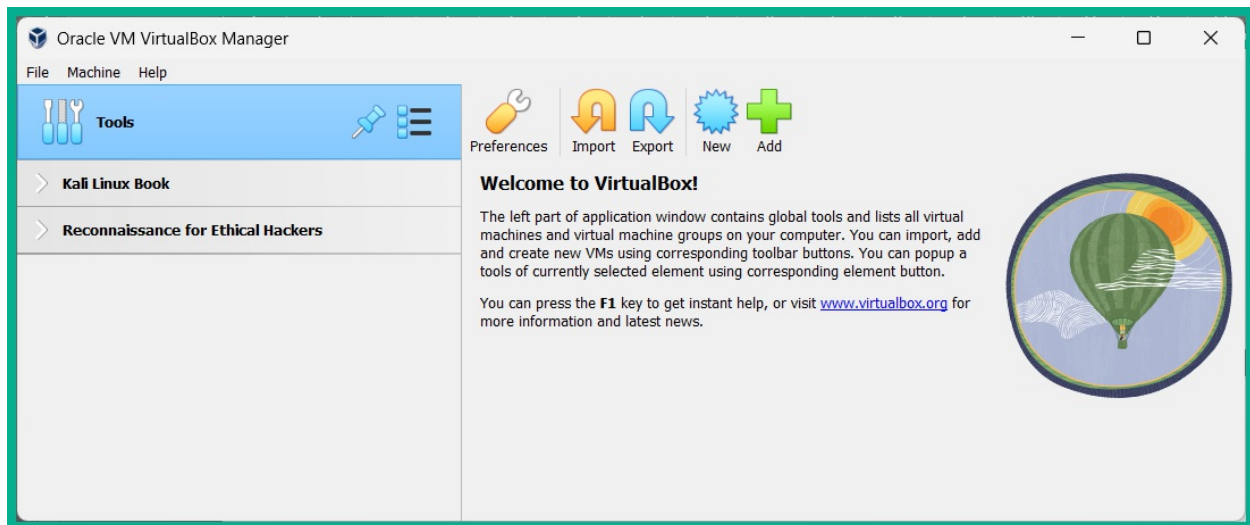 Oracle VM VirtualBox Manager
File Machine Help
Tools
Preferences Import Export New Add
Kali Linux Book
Reconnaissance for Ethical Hackers
Welcome to VirtualBox!
The left part of application window contains global tools and lists all virtual
machines and virtual machine groups on your computer. You can import, add
and create new VMs using corresponding toolbar buttons. You can popup a
tools of currently selected element using corresponding element button.
You can press the F1 key to get instant help, or visit www.virtualbox.org for
more information and latest news.